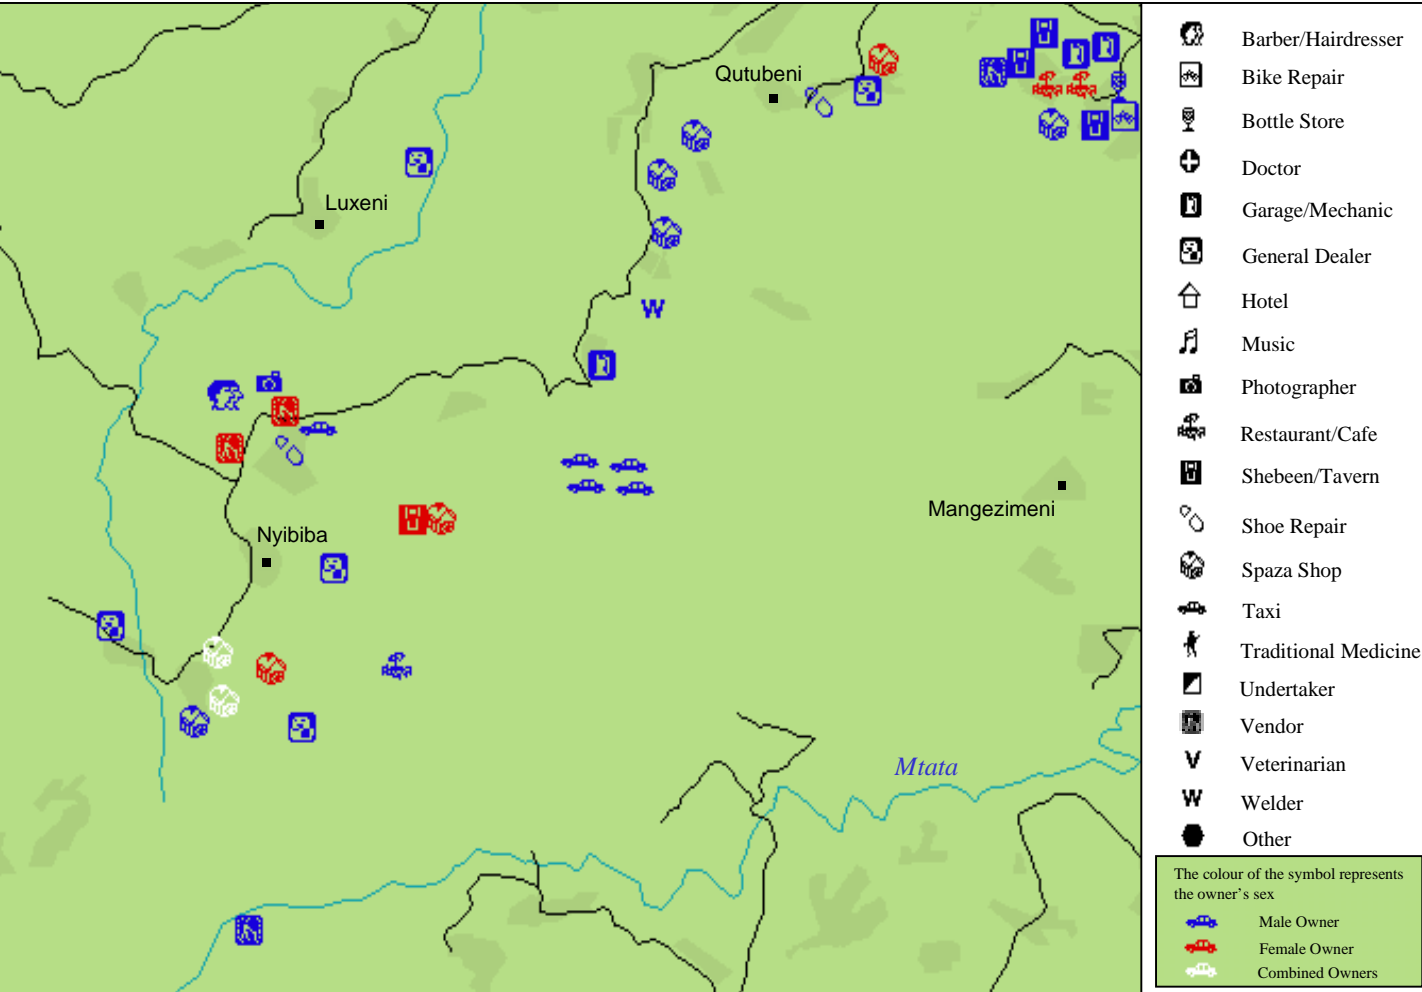 Qutubeni
Luxeni
Nyibiba
Mangezimeni
Mtata
W
Barber/Hairdresser
Bike Repair
Bottle Store
Doctor
Garage/Mechanic
General Dealer
Hotel
Music
Photographer
Restaurant/Cafe
Shebeen/Tavern
Shoe Repair
Spaza Shop
Taxi
Traditional Medicine
Undertaker
Vendor
V Veterinarian
W Welder
Other
The colour of the symbol represents
the owner's sex
Male Owner
Female Owner
Combined Owners